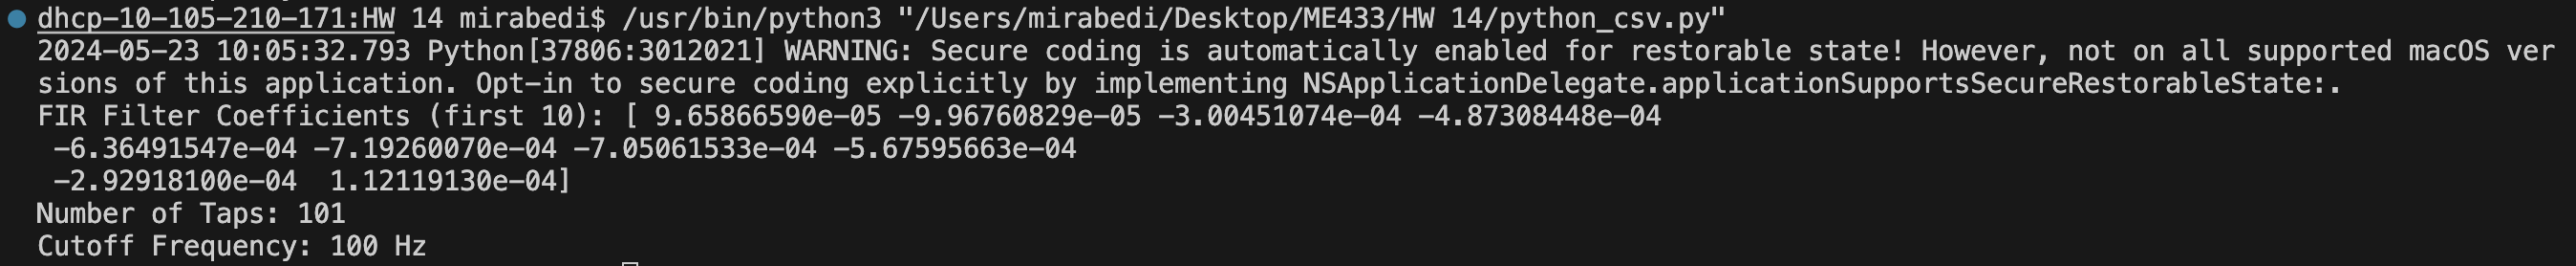 dhcp-10-105-210-171:HW 14 mirabedi$ /usr/bin/python3 "/Users/mirabedi/Desktop/ME433/HW 14/python_csv.py"
2024-05-23 10:05:32.793 Python[37806:3012021] WARNING: Secure coding is automatically enabled for restorable state! However, not on all supported macOS ver
sions of this application. Opt-in to secure coding explicitly by implementing NSApplicationDelegate.applicationSupportsSecureRestorableState:.
FIR Filter Coefficients (first 10): [ 9.65866590e-05 -9.96760829e-05 -3.00451074e-04 -4.87308448e-04
 -6.36491547e-04 -7.19260070e-04 -7.05061533e-04 -5.67595663e-04
 -2.92918100e-04  1.12119130e-04]
Number of Taps: 101
Cutoff Frequency: 100 Hz